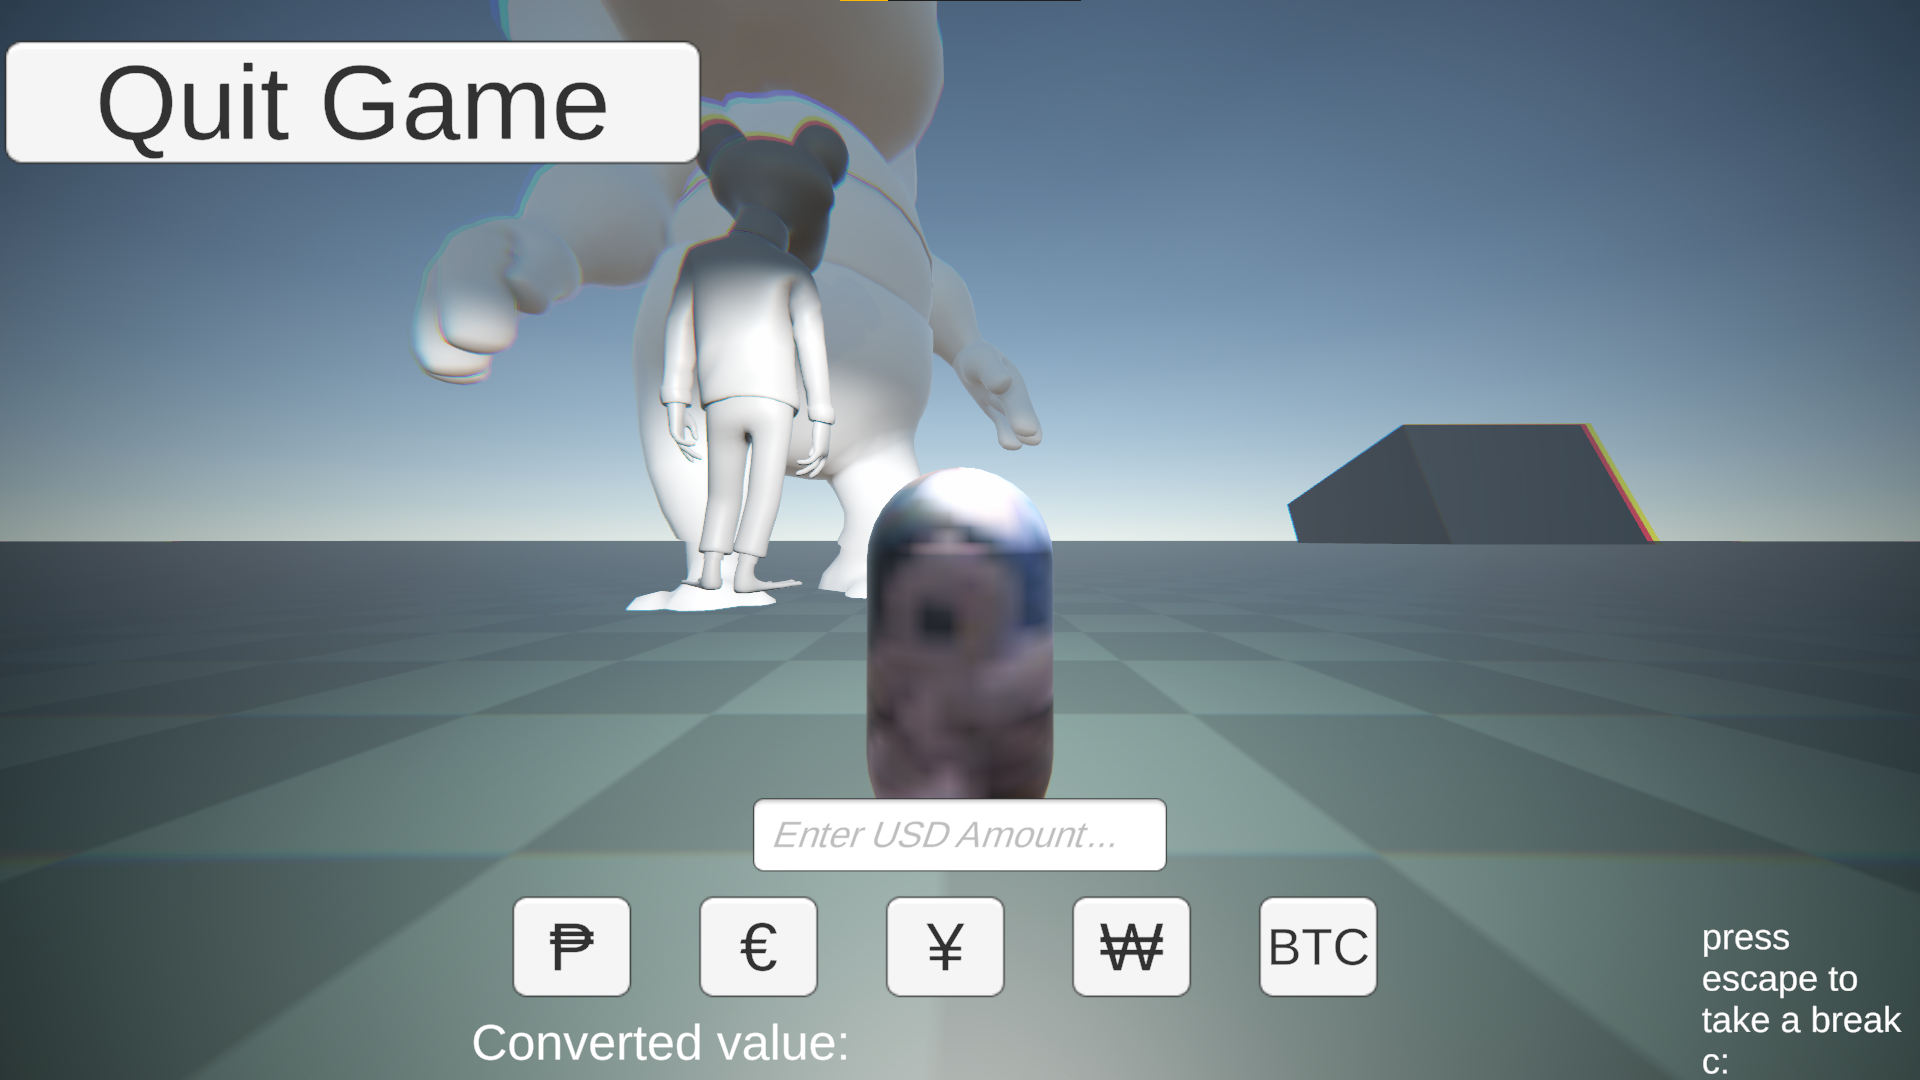 Quit Game
Enter USD Amount...
₱
€
¥
₩
BTC
Converted value:
press
escape to
take a break
c: